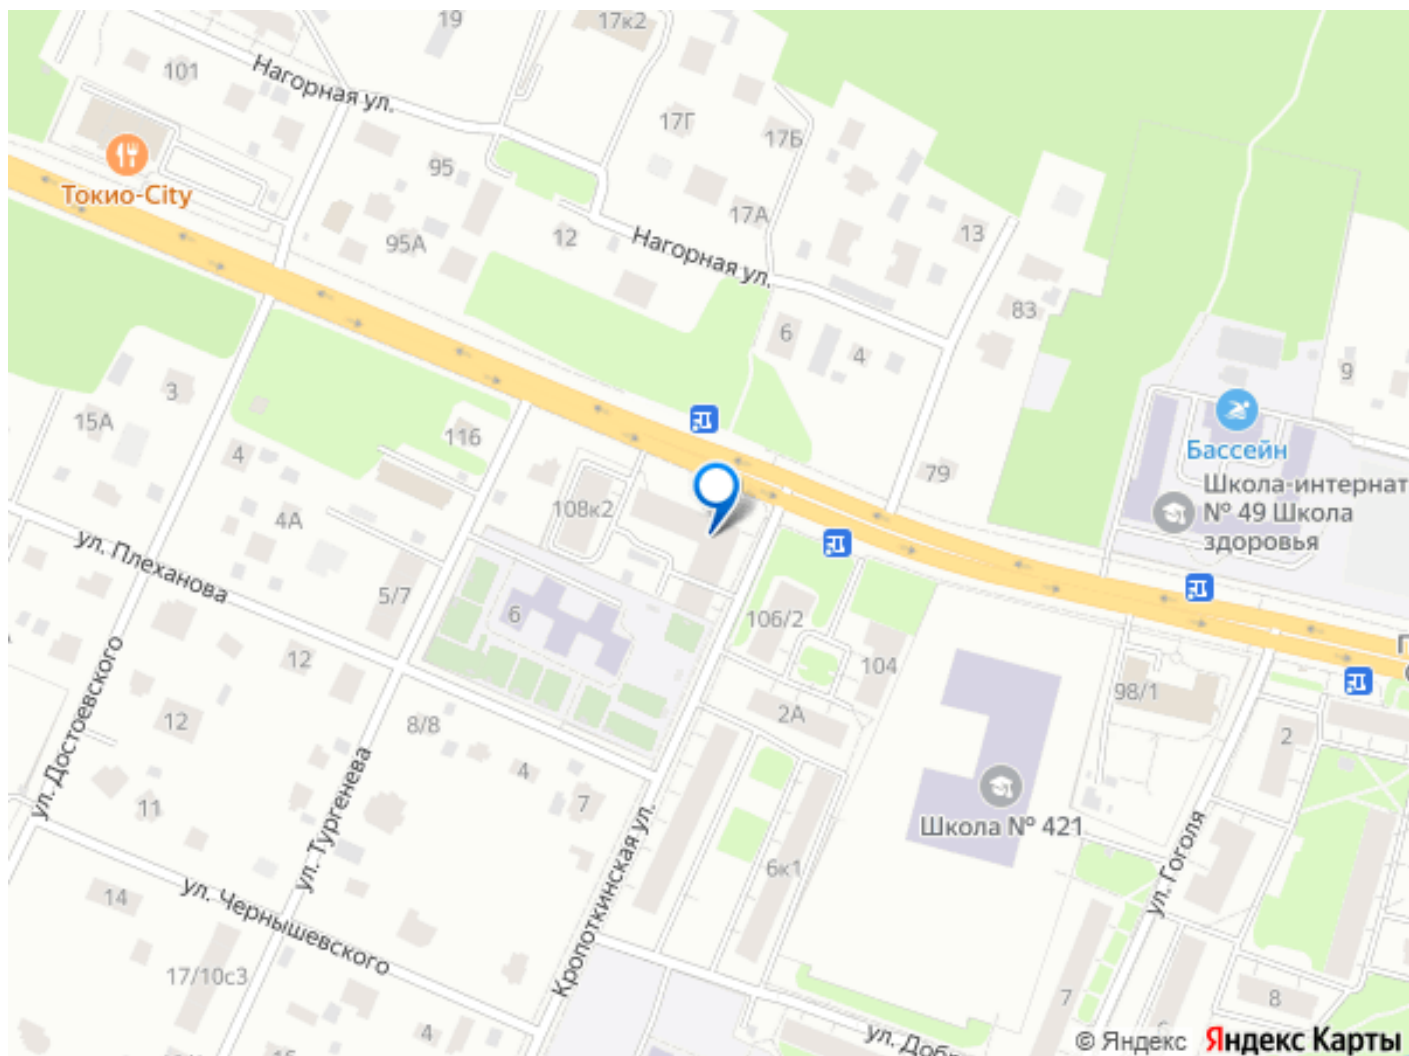 19
17к2
101
Нагорная ул.
17Г
17Б
95
Токио-City
17А
13
95А
12
Нагорная ул.
83
6
4
9
3
15А
116
Бассейн
4
79
Школа-интернат
№ 49 Школа
здоровья
108к2
4А
ул. Плеханова
5/7
6
106/2
104
12
98/1
12
2А
2
8/8
ул. Достоевского
4
7
11
ул. Тургенева
Школа № 421
6к1
14
ул. Чернышевского
Кропоткинская ул.
ул. Гоголя
17/10с3
7
8
4
ул. Добр
© Яндекс
Яндекс Карты